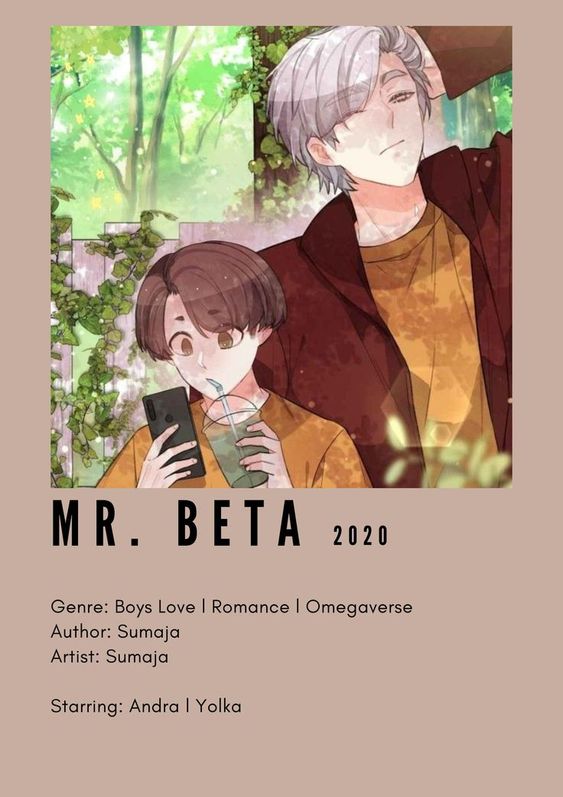 MR. BETA 2020
Genre: Boys Love | Romance | Omegaverse
Author: Sumaja
Artist: Sumaja
Starring: Andra | Yolka